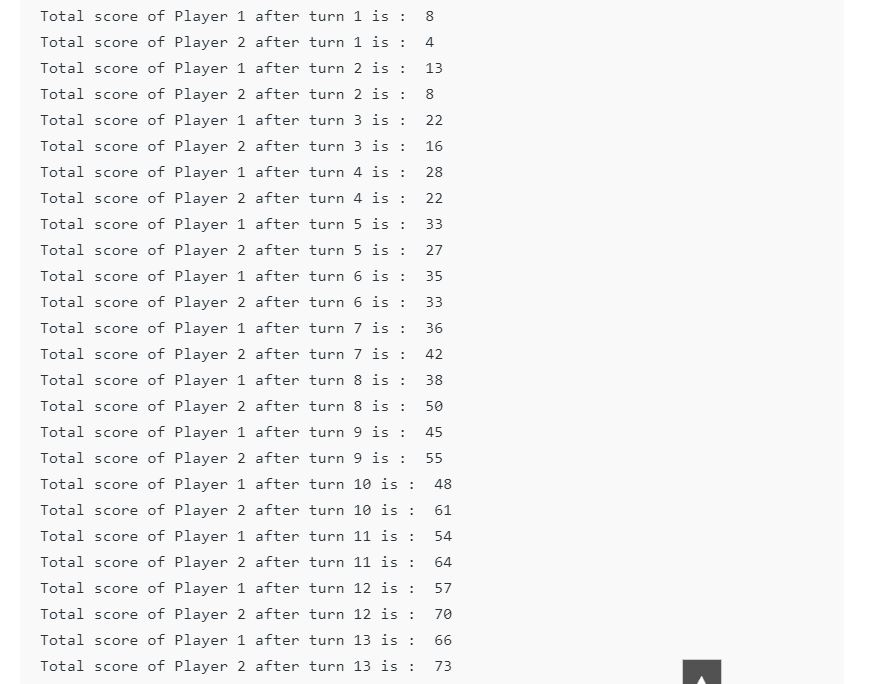 Total score of Player 1 after turn 1 is :  8
Total score of Player 2 after turn 1 is :  4
Total score of Player 1 after turn 2 is :  13
Total score of Player 2 after turn 2 is :  8
Total score of Player 1 after turn 3 is :  22
Total score of Player 2 after turn 3 is :  16
Total score of Player 1 after turn 4 is :  28
Total score of Player 2 after turn 4 is :  22
Total score of Player 1 after turn 5 is :  33
Total score of Player 2 after turn 5 is :  27
Total score of Player 1 after turn 6 is :  35
Total score of Player 2 after turn 6 is :  33
Total score of Player 1 after turn 7 is :  36
Total score of Player 2 after turn 7 is :  42
Total score of Player 1 after turn 8 is :  38
Total score of Player 2 after turn 8 is :  50
Total score of Player 1 after turn 9 is :  45
Total score of Player 2 after turn 9 is :  55
Total score of Player 1 after turn 10 is :  48
Total score of Player 2 after turn 10 is :  61
Total score of Player 1 after turn 11 is :  54
Total score of Player 2 after turn 11 is :  64
Total score of Player 1 after turn 12 is :  57
Total score of Player 2 after turn 12 is :  70
Total score of Player 1 after turn 13 is :  66
Total score of Player 2 after turn 13 is :  73